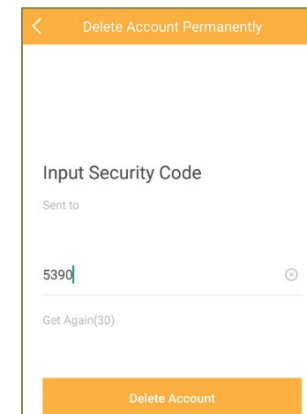 Delete Account Permanently
Input Security Code
Sent to
5390
Get Again(30)
Delete Account